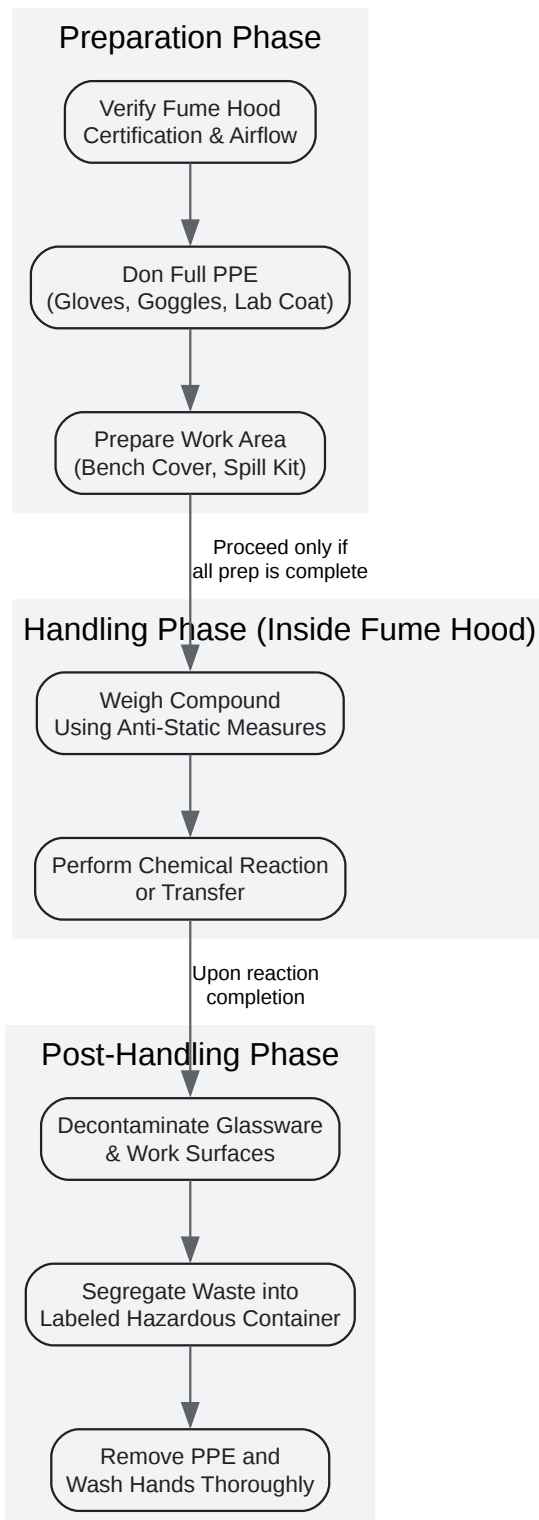 Preparation Phase
Verify Fume Hood
Certification & Airflow
Don Full PPE
(Gloves, Goggles, Lab Coat)
Prepare Work Area
(Bench Cover, Spill Kit)
Proceed only if
all prep is complete
Handling Phase (Inside Fume Hood)
Weigh Compound
Using Anti-Static Measures
Perform Chemical Reaction
or Transfer
Upon reaction
completion
Post-Handling Phase
Decontaminate Glassware
& Work Surfaces
Segregate Waste into
Labeled Hazardous Container
Remove PPE and
Wash Hands Thoroughly